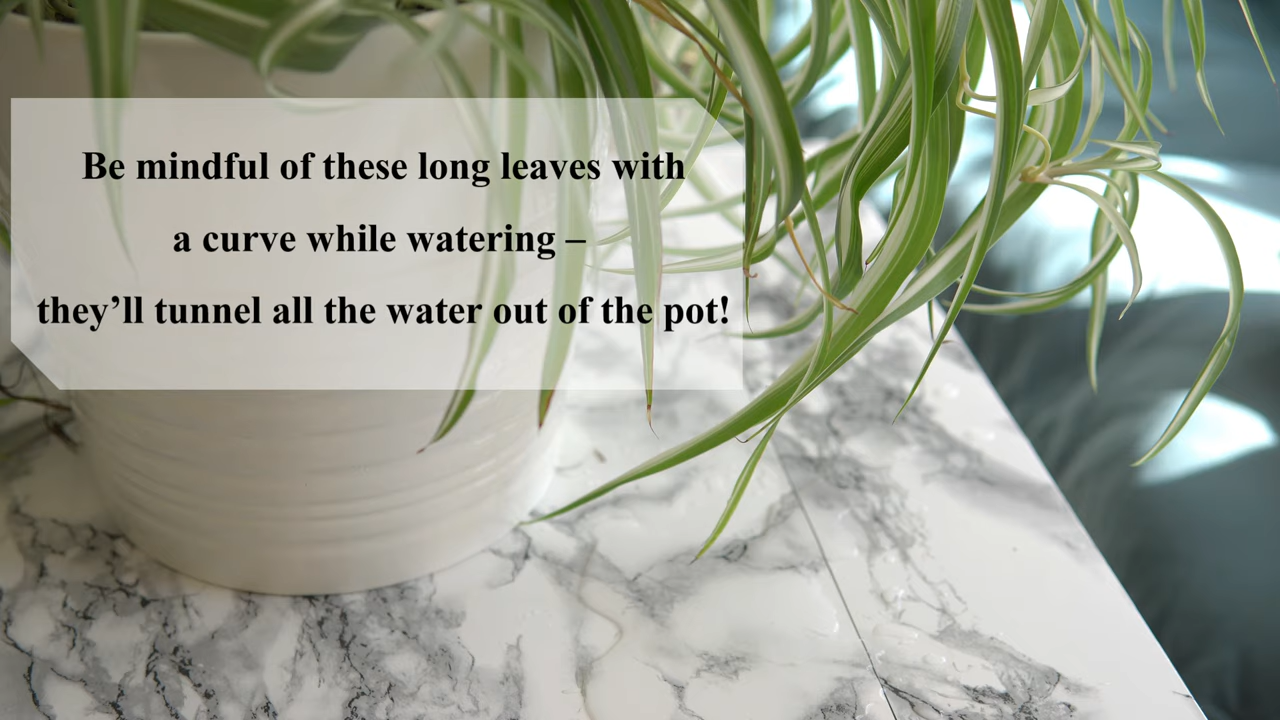 Be mindful of these long leaves with
a curve while watering –
they’ll tunnel all the water out of the pot!